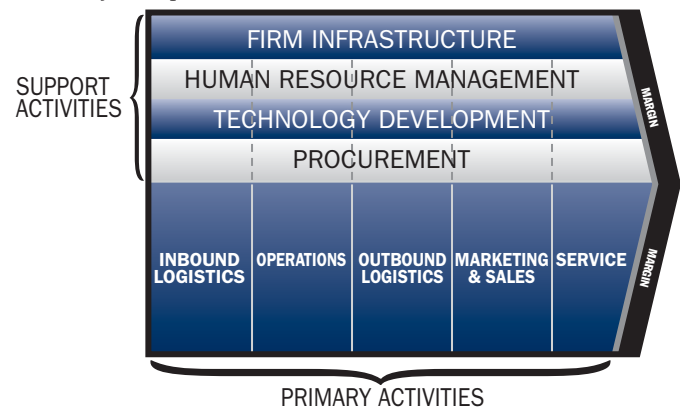 FIRM INFRASTRUCTURE
HUMAN RESOURCE MANAGEMENT
SUPPORT
ACTIVITIES
TECHNOLOGY DEVELOPMENT
PROCUREMENT
MARGIN
INBOUND
LOGISTICS
OPERATIONS
OUTBOUND
LOGISTICS
MARKETING
& SALES
SERVICE
MARGIN
PRIMARY ACTIVITIES